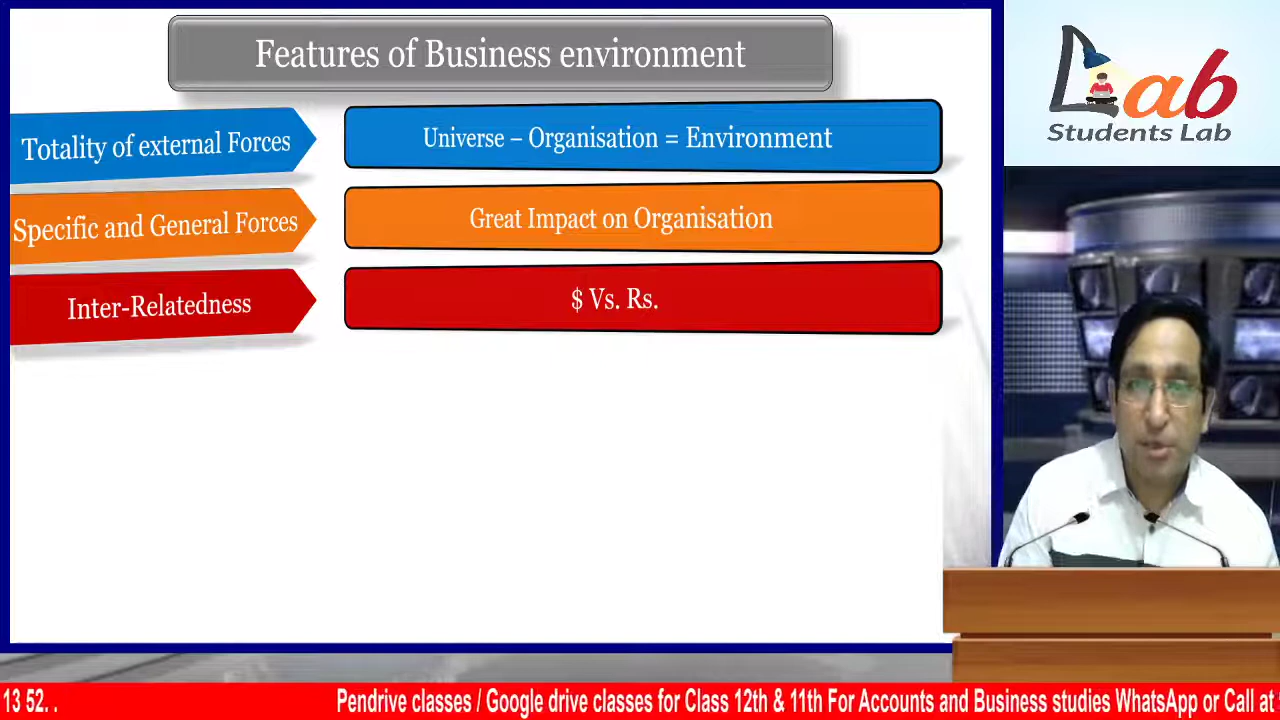 Features of Business environment
Totality of external Forces
Universe – Organisation = Environment
Specific and General Forces
Great Impact on Organisation
Inter-Relatedness
$ Vs. Rs.
Lab
Students Lab
13 52. .
Pendrive classes / Google drive classes for Class 12th & 11th For Accounts and Business studies WhatsApp or Call at